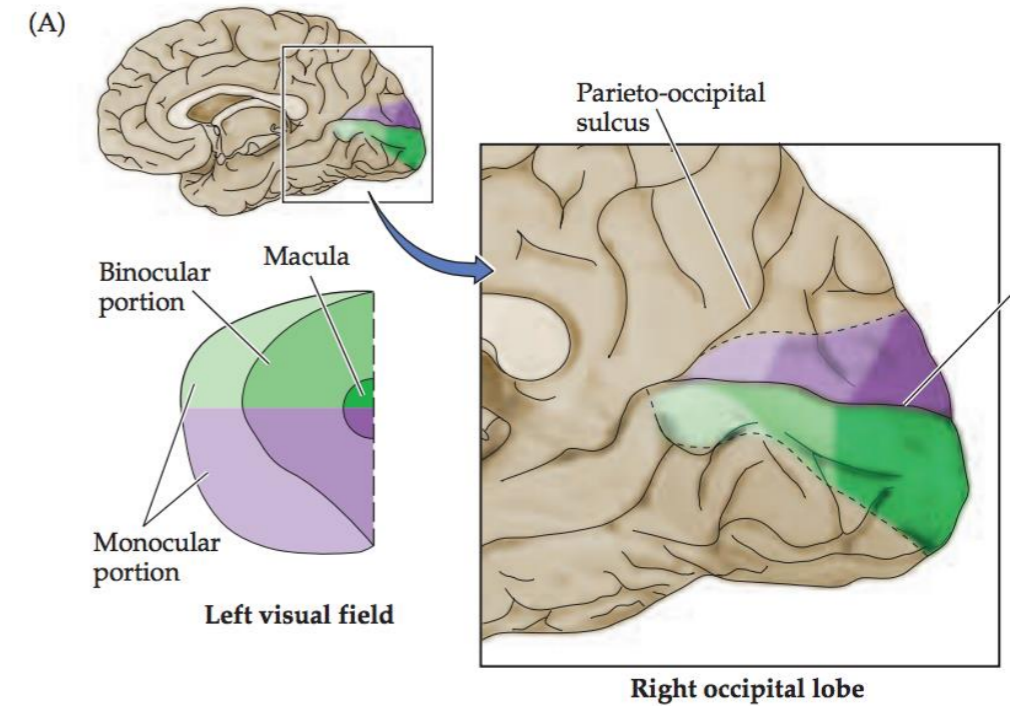 (A)
Parieto-occipital
sulcus
Binocular
portion
Macula
Monocular
portion
Left visual field
Right occipital lobe